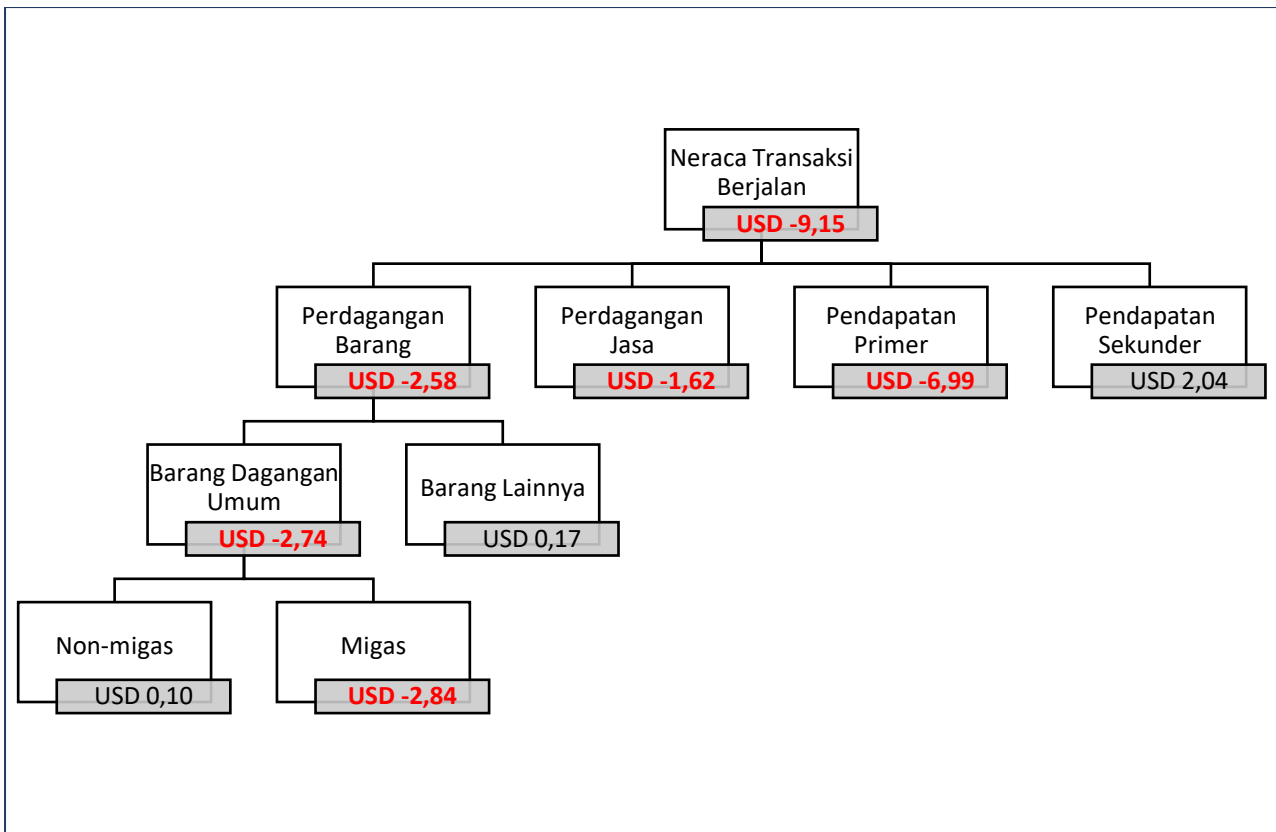 Neraca Transaksi
Berjalan
USD -9,15
Perdagangan
Barang
USD -2,58
Perdagangan
Jasa
USD -1,62
Pendapatan
Primer
USD -6,99
Pendapatan
Sekunder
USD 2,04
Barang Dagangan
Umum
USD -2,74
Barang Lainnya
USD 0,17
Non-migas
USD 0,10
Migas
USD -2,84